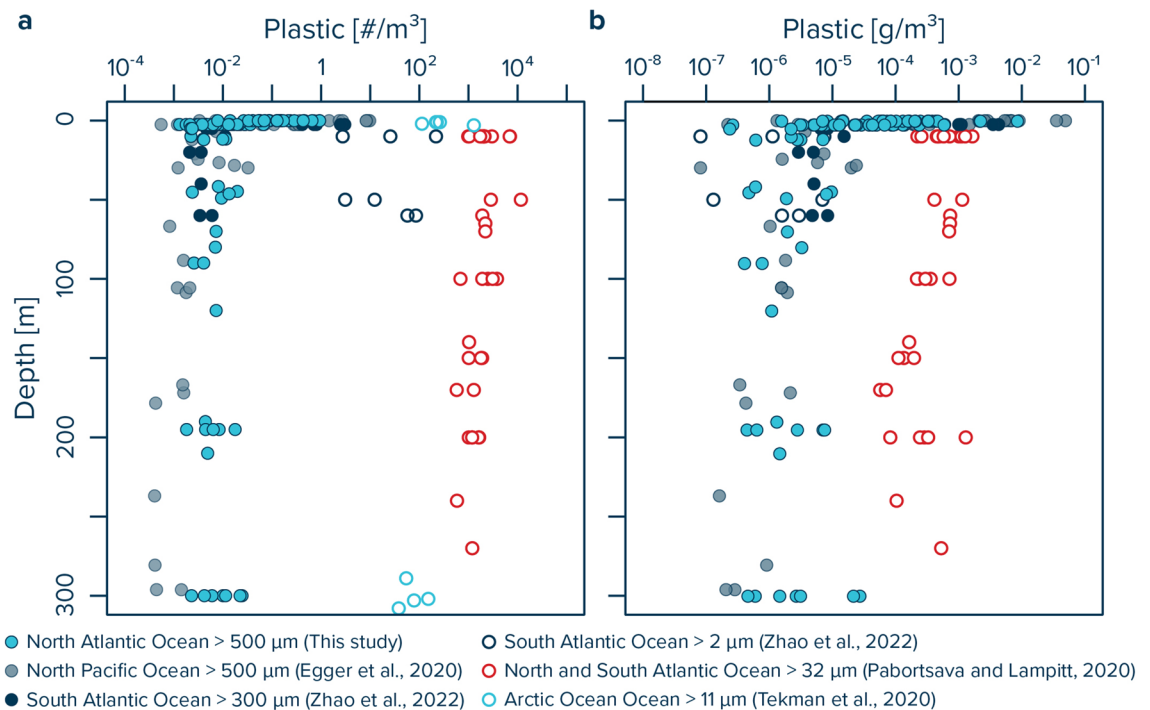 a
Plastic [#/m³]
10⁻⁴ 10⁻² 1 10² 10⁴
b
Plastic [g/m³]
10⁻⁸ 10⁻⁷ 10⁻⁶ 10⁻⁵ 10⁻⁴ 10⁻³ 10⁻² 10⁻¹
Depth [m]
0
100
200
300
North Atlantic Ocean > 500 µm (This study)
North Pacific Ocean > 500 µm (Egger et al., 2020)
South Atlantic Ocean > 300 µm (Zhao et al., 2022)
South Atlantic Ocean > 2 µm (Zhao et al., 2022)
North and South Atlantic Ocean > 32 µm (Pabortsava and Lampitt, 2020)
Arctic Ocean Ocean > 11 µm (Tekman et al., 2020)